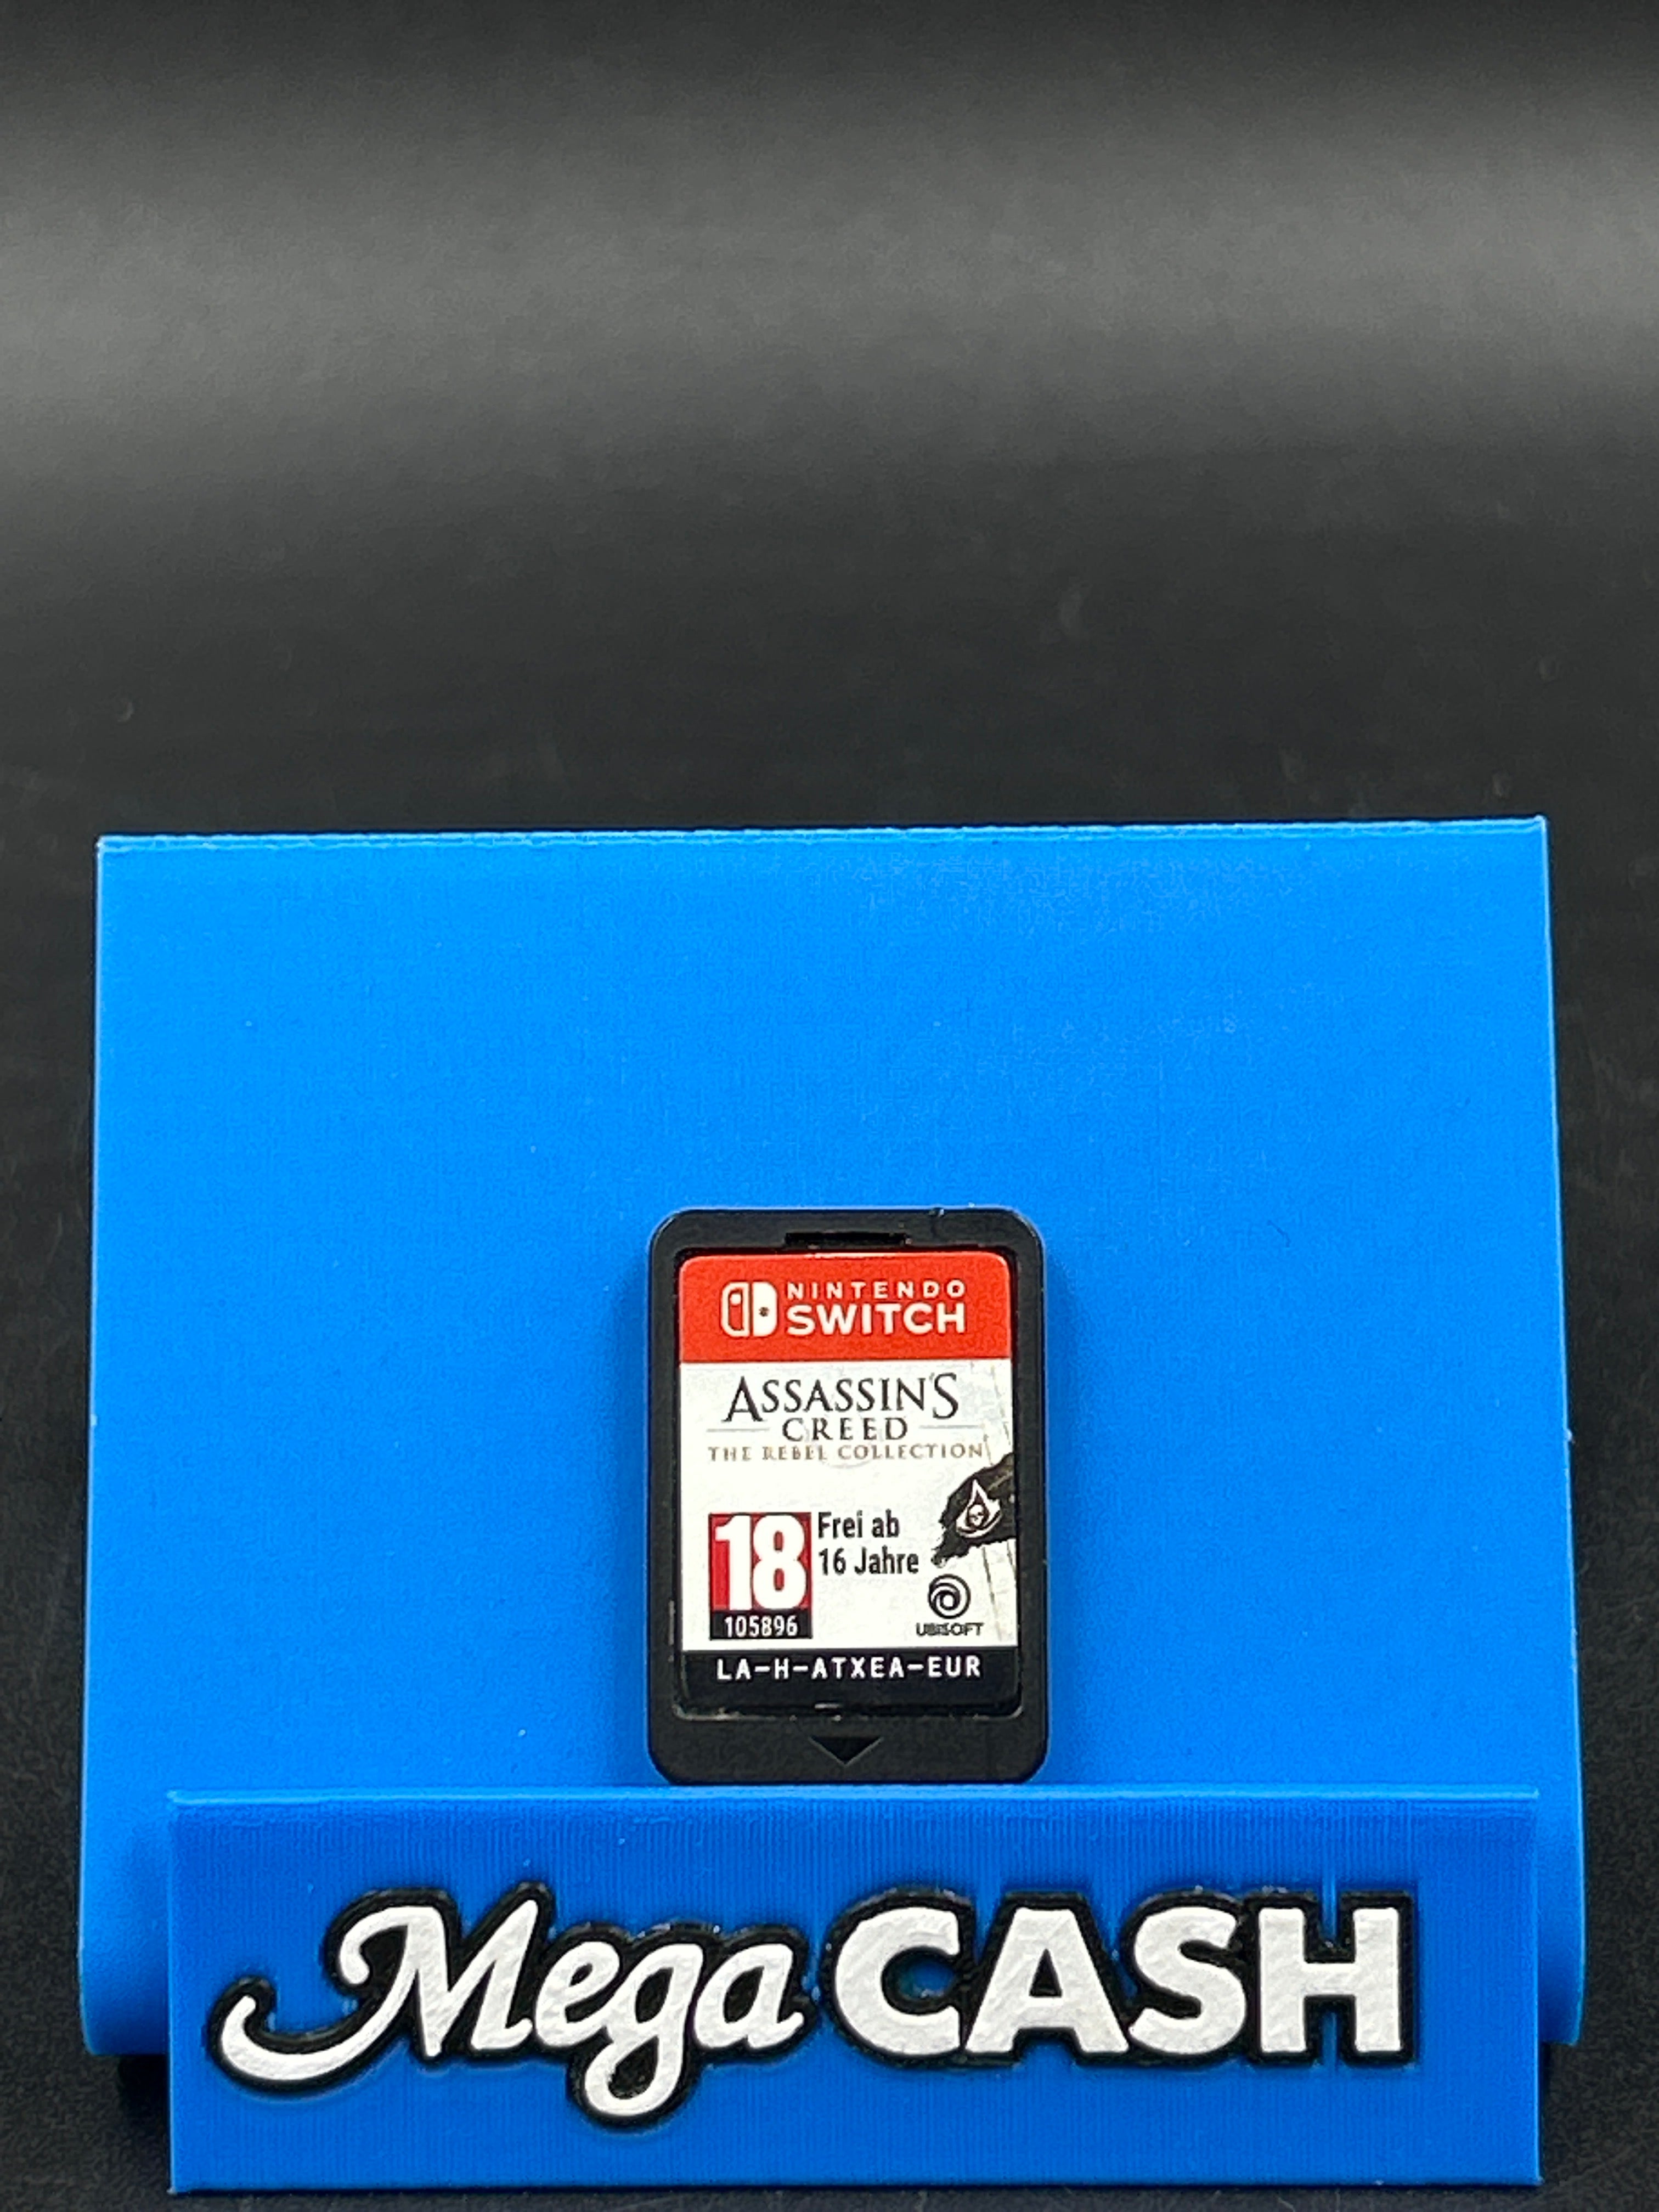 NINTENDO
SWITCH
ASSASSIN'S
CREED
THE REBEL COLLECTION
18
Frei ab
16 Jahre
105896
UBISOFT
LA-H-ATXEA-EUR
Mega CASH